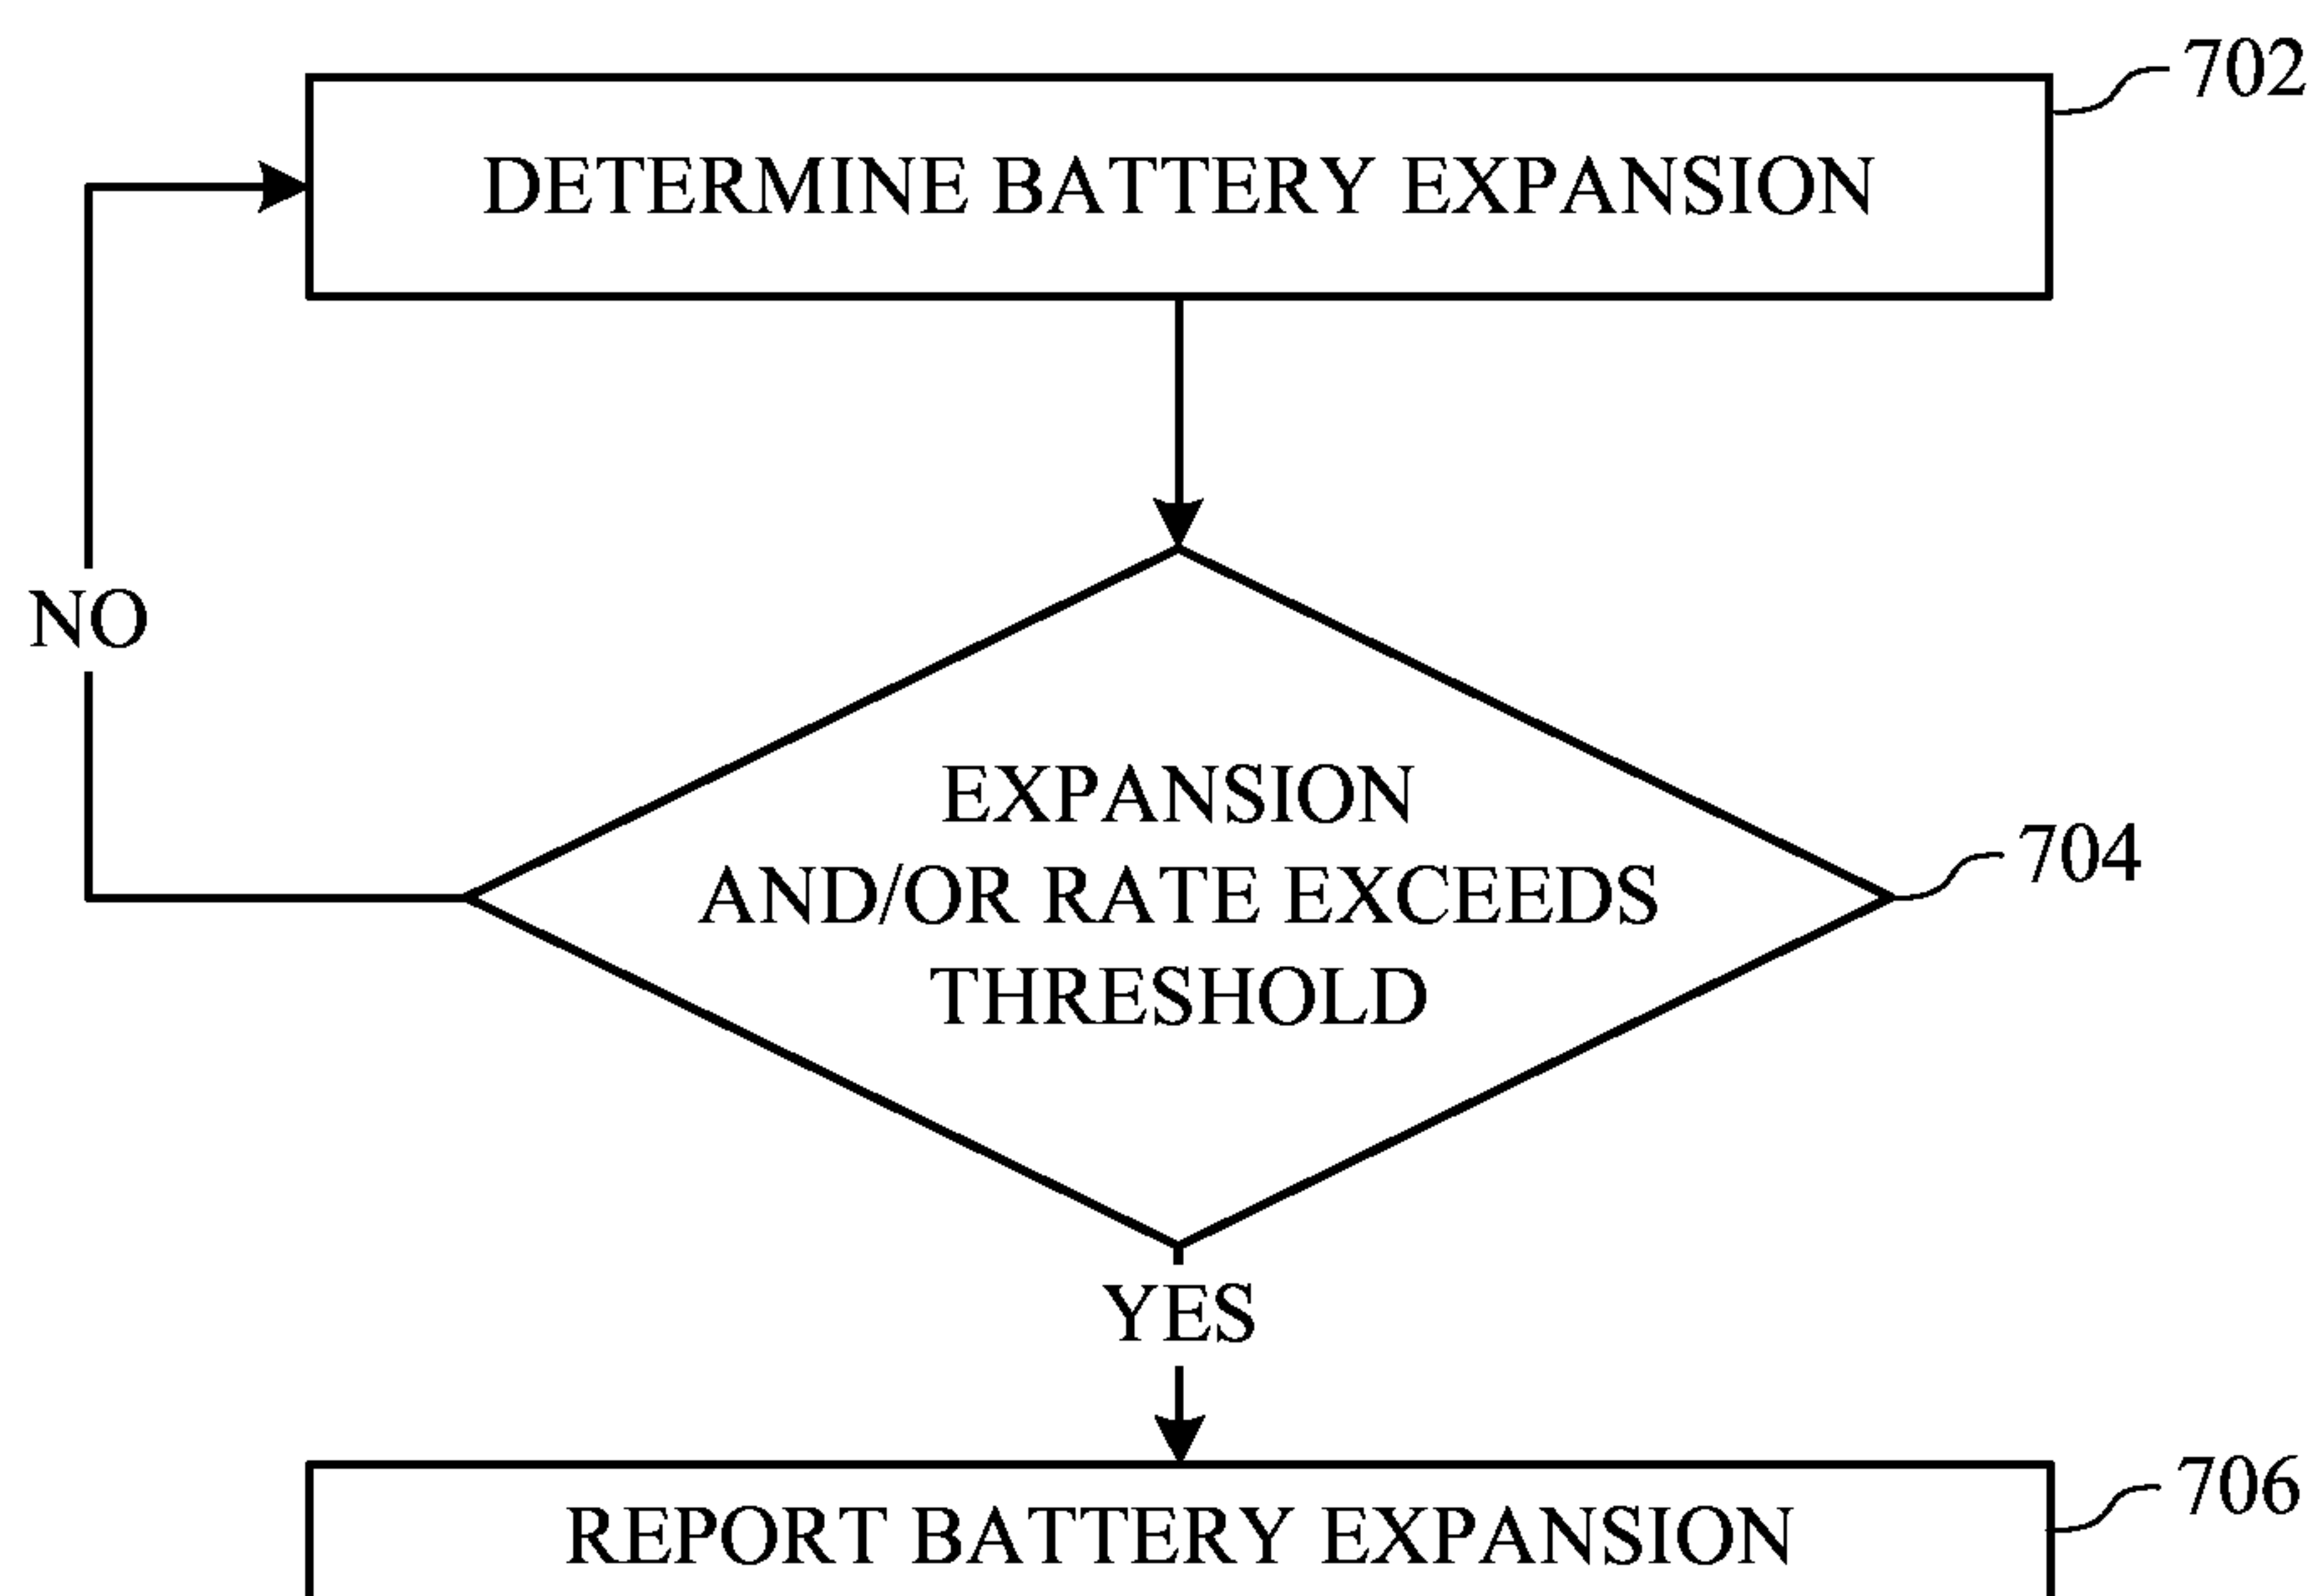 702
DETERMINE BATTERY EXPANSION
NO
EXPANSION
AND/OR RATE EXCEEDS
THRESHOLD
704
YES
706
REPORT BATTERY EXPANSION